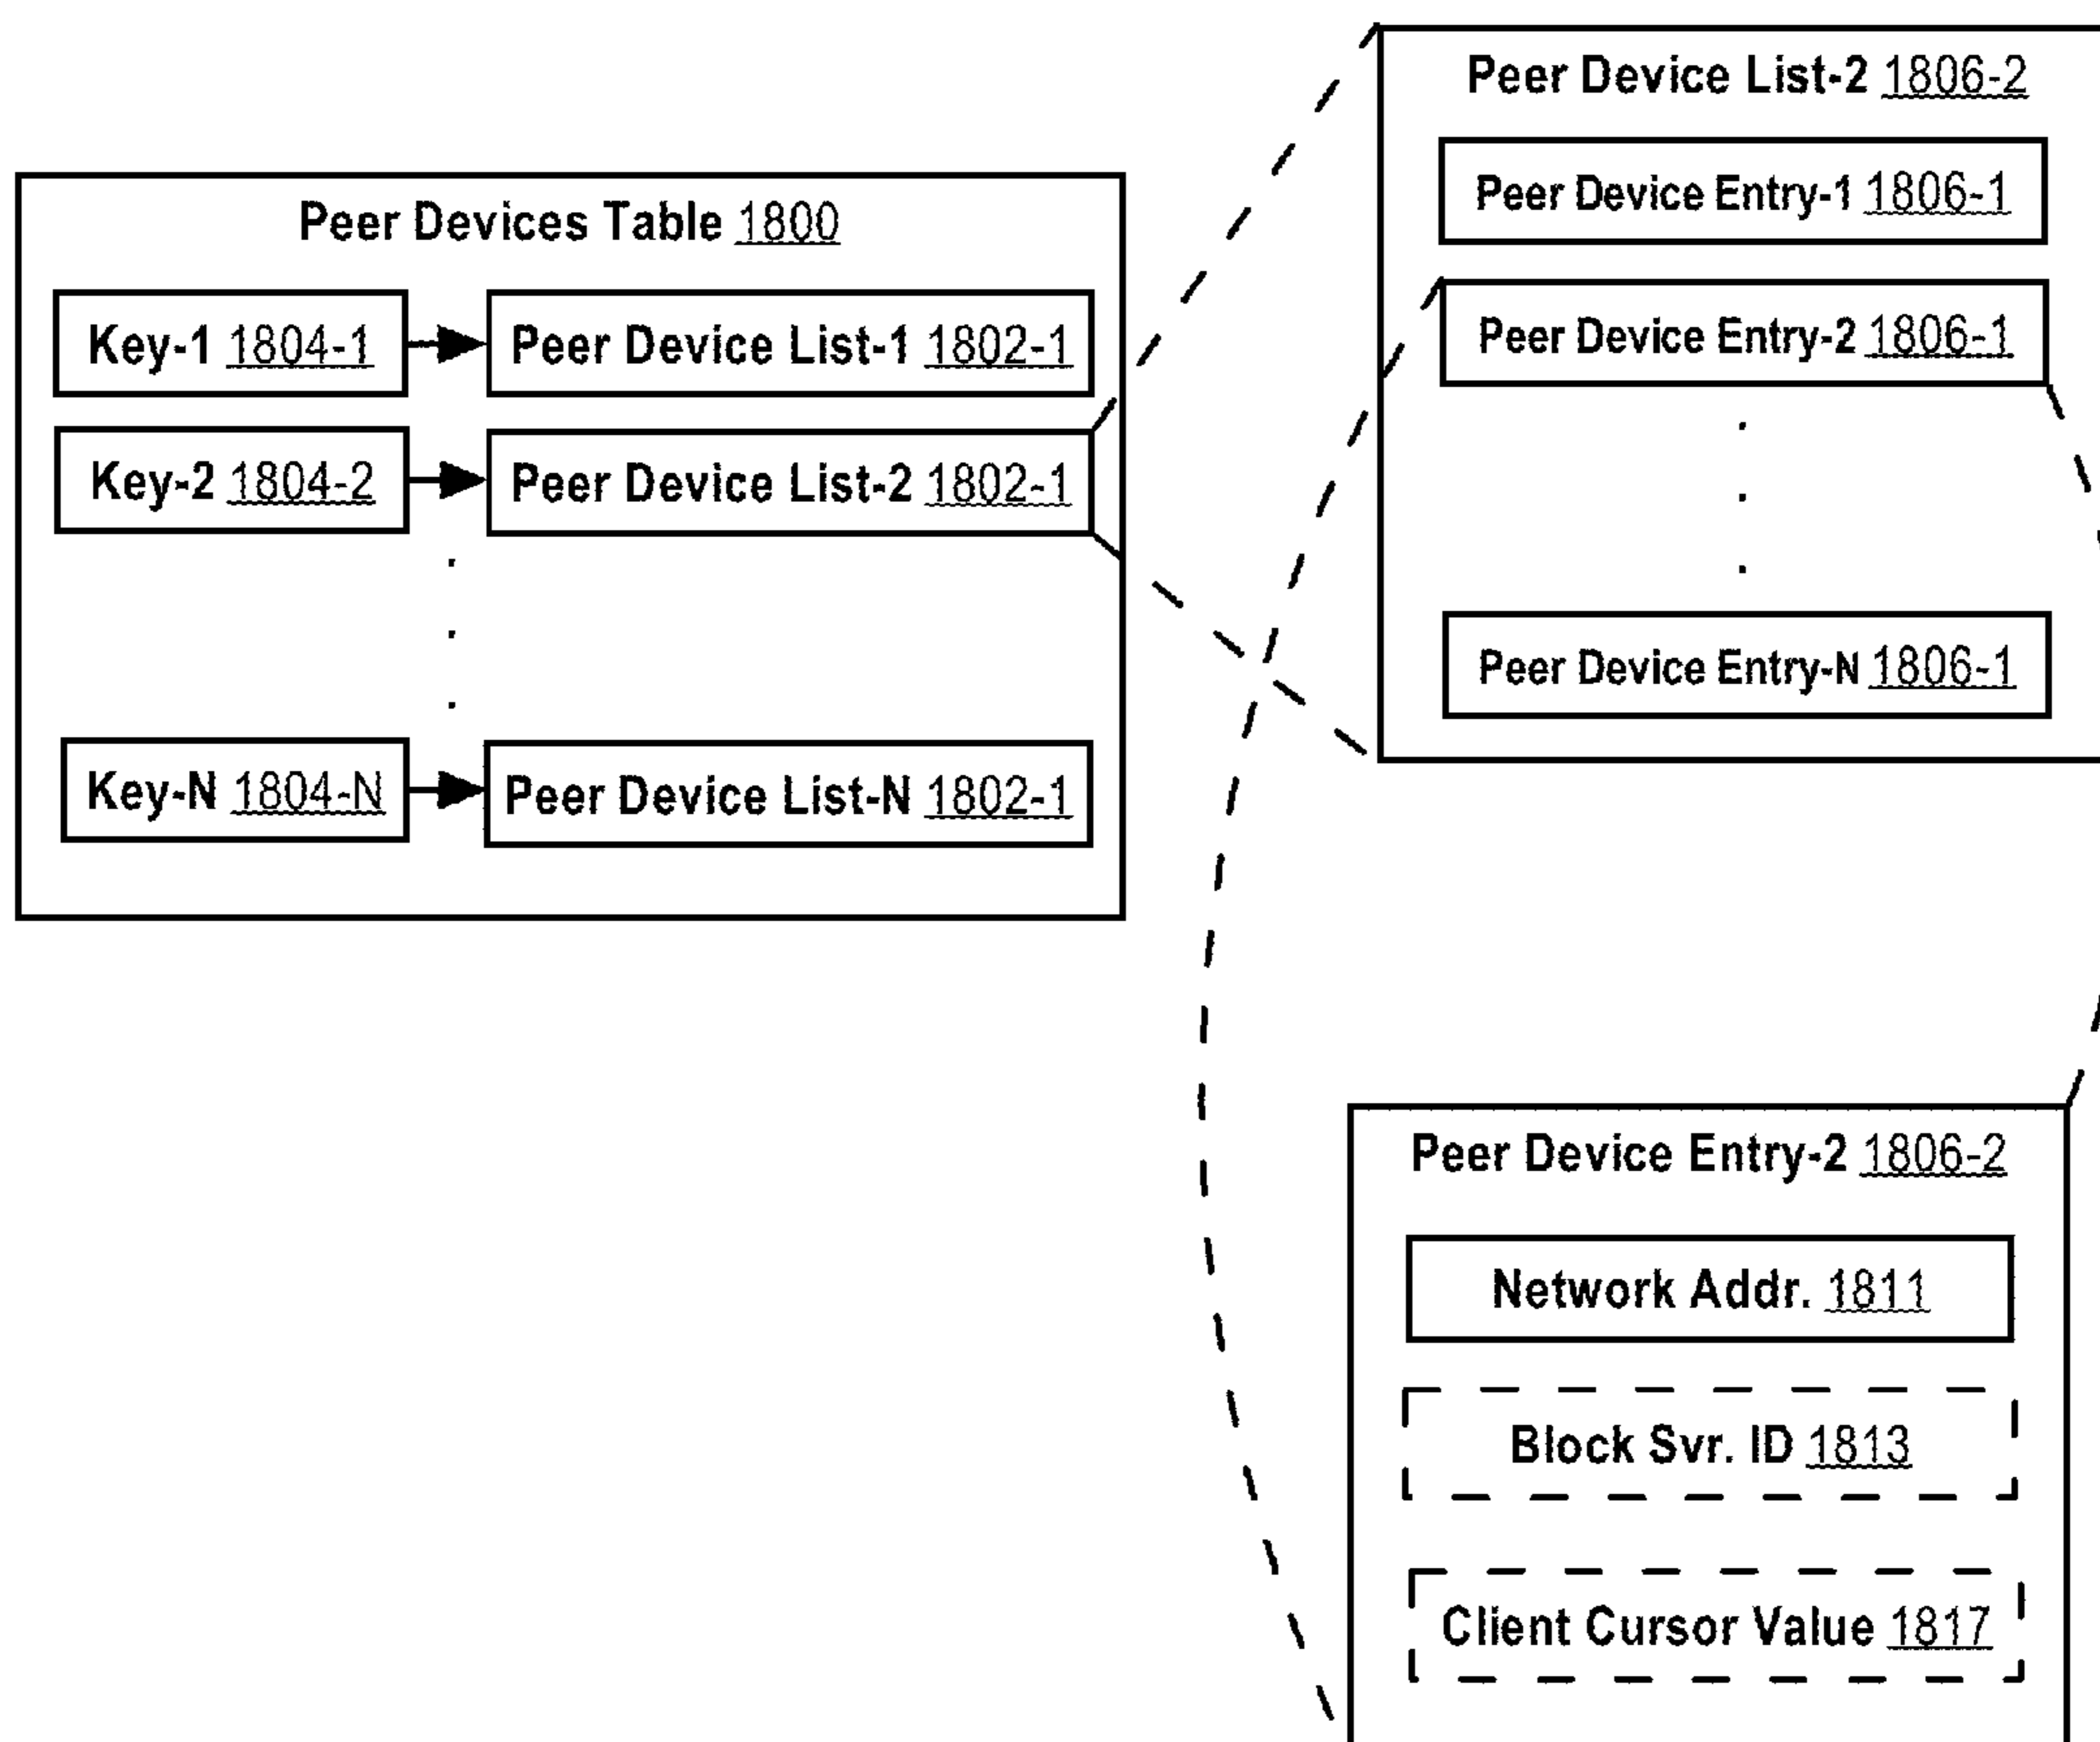 Peer Devices Table 1800
Key-1 1804-1
Peer Device List-1 1802-1
Key-2 1804-2
Peer Device List-2 1802-1
Key-N 1804-N
Peer Device List-N 1802-1
Peer Device List-2 1806-2
Peer Device Entry-1 1806-1
Peer Device Entry-2 1806-1
Peer Device Entry-N 1806-1
Peer Device Entry-2 1806-2
Network Addr. 1811
Block Svr. ID 1813
Client Cursor Value 1817